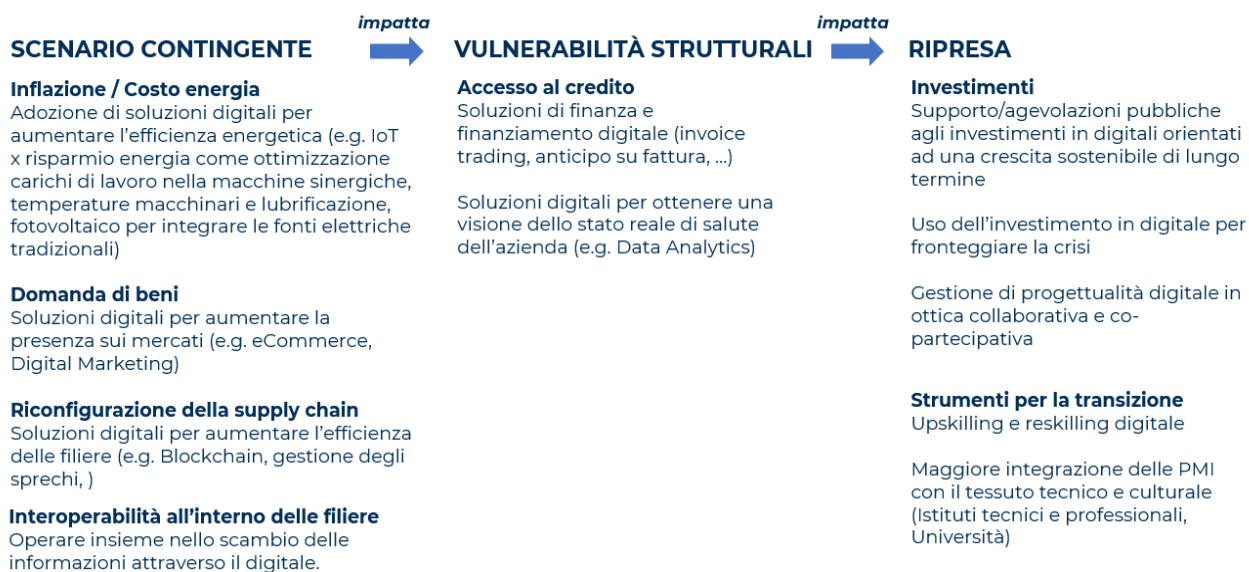 impatta
impatta
SCENARIO CONTINGENTE
VULNERABILITÀ STRUTTURALI
RIPRESA
Inflazione / Costo energia
Adozione di soluzioni digitali per
aumentare l'efficienza energetica (e.g. IoT
x risparmio energia come ottimizzazione
carichi di lavoro nella macchine sinergiche,
temperature macchinari e lubrificazione,
fotovoltaico per integrare le fonti elettriche
tradizionali)
Domanda di beni
Soluzioni digitali per aumentare la
presenza sui mercati (e.g. eCommerce,
Digital Marketing)
Riconfigurazione della supply chain
Soluzioni digitali per aumentare l'efficienza
delle filiere (e.g. Blockchain, gestione degli
sprechi, )
Interoperabilità all'interno delle filiere
Operare insieme nello scambio delle
informazioni attraverso il digitale.
Accesso al credito
Soluzioni di finanza e
finanziamento digitale (invoice
trading, anticipo su fattura, ...)
Soluzioni digitali per ottenere una
visione dello stato reale di salute
dell'azienda (e.g. Data Analytics)
Investimenti
Supporto/agevolazioni pubbliche
agli investimenti in digitali orientati
ad una crescita sostenibile di lungo
termine
Uso dell'investimento in digitale per
fronteggiare la crisi
Gestione di progettualità digitale in
ottica collaborativa e co-
partecipativa
Strumenti per la transizione
Upskilling e reskilling digitale
Maggiore integrazione delle PMI
con il tessuto tecnico e culturale
(Istituti tecnici e professionali,
Università)